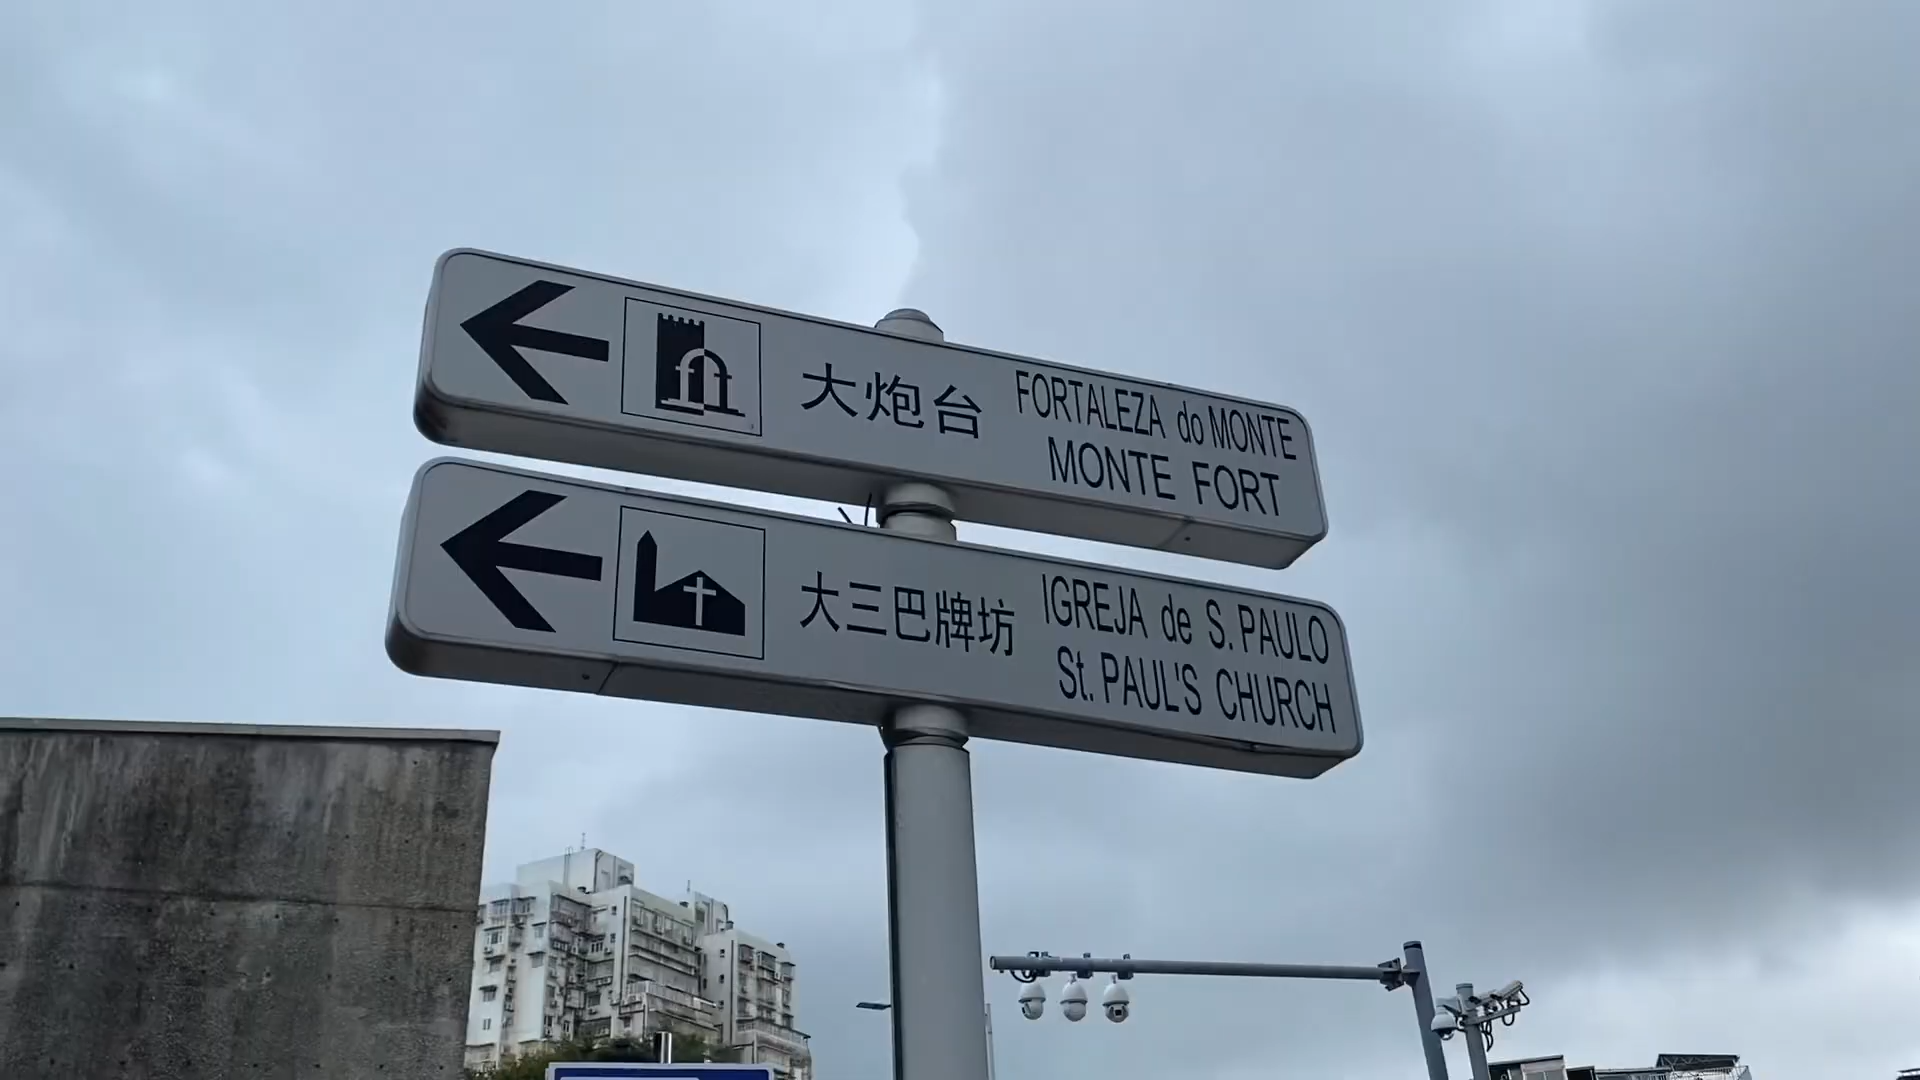 大炮台
FORTALEZA do MONTE
MONTE FORT
大三巴牌坊
IGREJA de S. PAULO
St. PAUL'S CHURCH